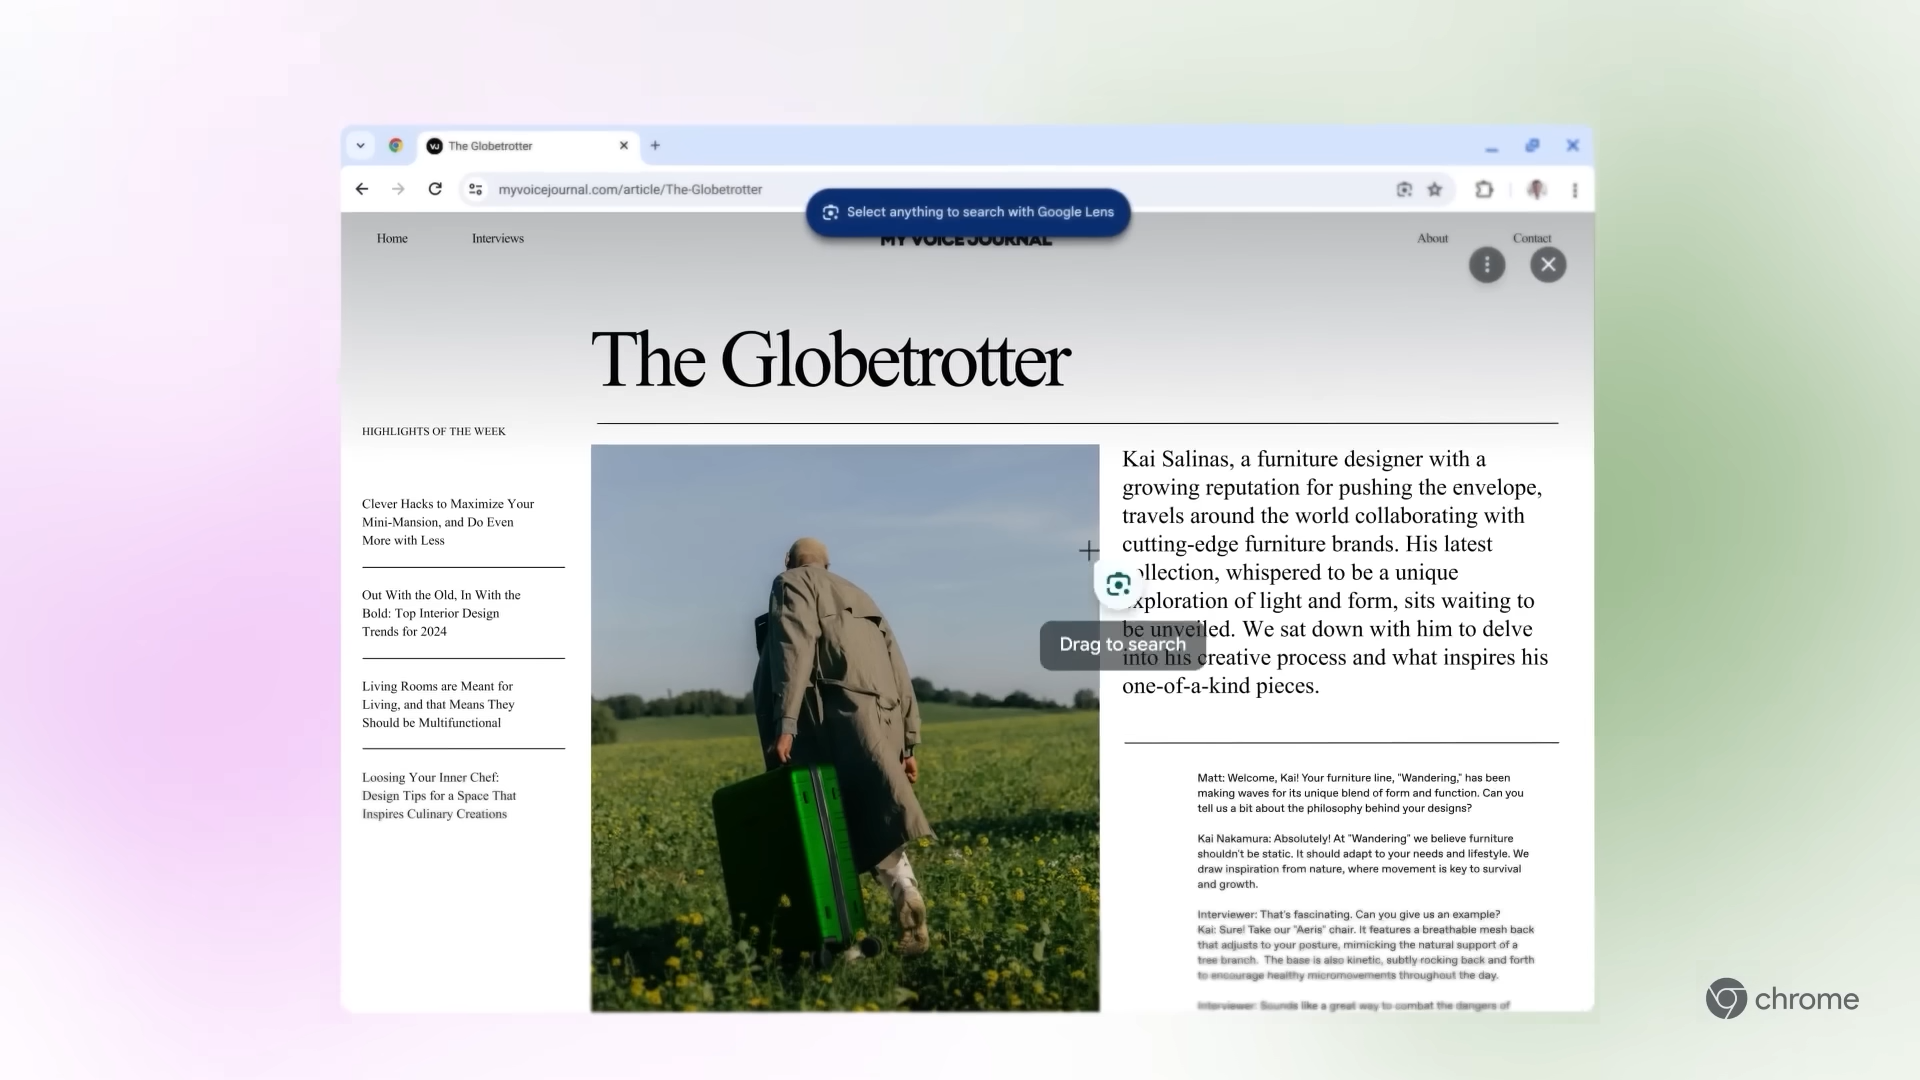 The Globetrotter
myvoicejournal.com/article/The-Globetrotter
Select anything to search with Google Lens
Home
Interviews
MY VOICE JOURNAL
About
Contact
The Globetrotter
HIGHLIGHTS OF THE WEEK
Clever Hacks to Maximize Your
Mini-Mansion, and Do Even
More with Less
Out With the Old, In With the
Bold: Top Interior Design
Trends for 2024
Living Rooms are Meant for
Living, and that Means They
Should be Multifunctional
Loosing Your Inner Chef:
Design Tips for a Space That
Inspires Culinary Creations
Kai Salinas, a furniture designer with a
growing reputation for pushing the envelope,
travels around the world collaborating with
cutting-edge furniture brands. His latest
collection, whispered to be a unique
exploration of light and form, sits waiting to
be unveiled. We sat down with him to delve
into his creative process and what inspires his
one-of-a-kind pieces.
Drag to search
Matt: Welcome, Kai! Your furniture line, "Wandering," has been
making waves for its unique blend of form and function. Can you
tell us a bit about the philosophy behind your designs?
Kai Nakamura: Absolutely! At "Wandering" we believe furniture
shouldn't be static. It should adapt to your needs and lifestyle. We
draw inspiration from nature, where movement is key to survival
and growth.
Interviewer: That's fascinating. Can you give us an example?
Kai: Sure! Take our "Aeris" chair. It features a breathable mesh back
that adjusts to your posture, mimicking the natural support of a
tree branch. The base is also kinetic, subtly rocking back and forth
to encourage healthy micromovements throughout the day.
Interviewer: Sounds like a great way to combat the dangers of
chrome